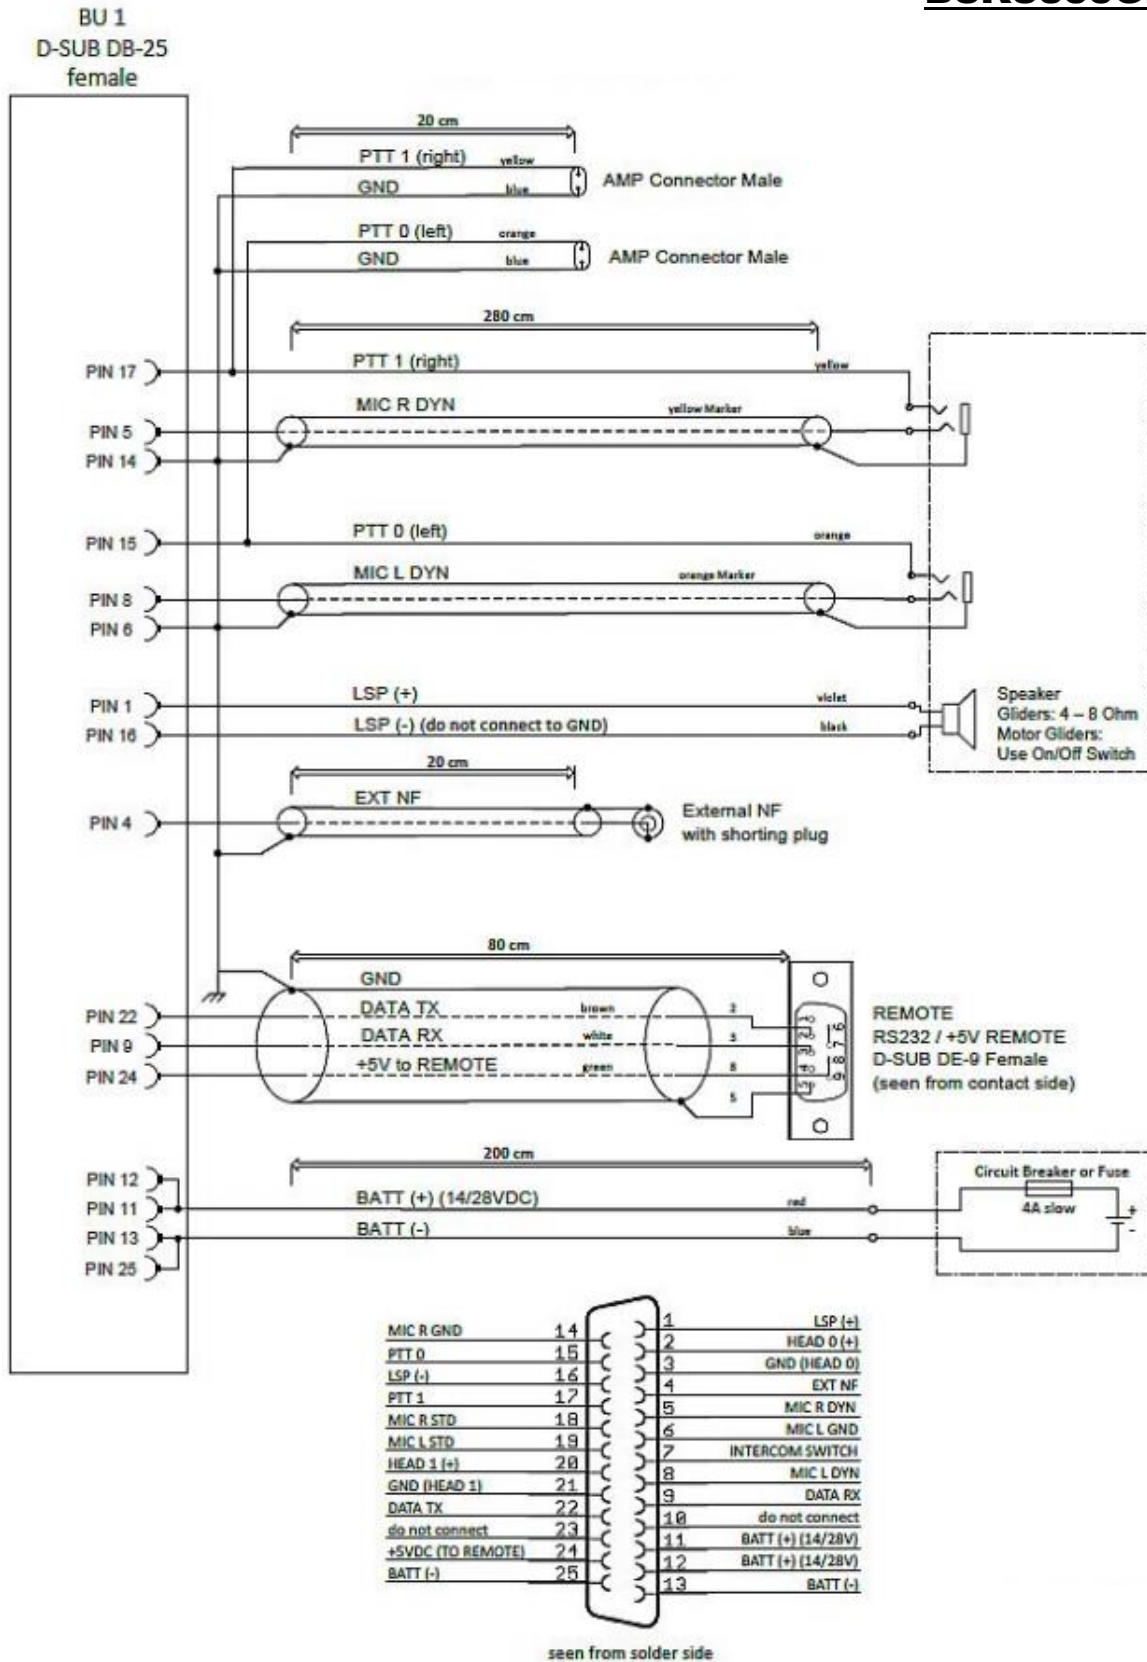 BU 1
D-SUB DB-25
female
20 cm
PTT 1 (right) yellow
GND blue
AMP Connector Male
PTT 0 (left) orange
GND blue
AMP Connector Male
280 cm
PIN 17 PTT 1 (right) yellow
MIC R DYN yellow Marker
PIN 5
PIN 14
PIN 15 PTT 0 (left) orange
MIC L DYN orange Marker
PIN 8
PIN 6
PIN 1 LSP (+) violet
PIN 16 LSP (-) (do not connect to GND) black
Speaker
Gliders: 4 – 8 Ohm
Motor Gliders:
Use On/Off Switch
20 cm
EXT NF
PIN 4
External NF
with shorting plug
80 cm
GND
PIN 22 DATA TX brown 2
PIN 9 DATA RX white 3
PIN 24 +5V to REMOTE green 8
5
1 2 3 4 5
6 7 8 9
REMOTE
RS232 / +5V REMOTE
D-SUB DE-9 Female
(seen from contact side)
200 cm
PIN 12
PIN 11 BATT (+) (14/28VDC) red
PIN 13 BATT (-) blue
PIN 25
Circuit Breaker or Fuse
4A slow
+
-
MIC R GND 14
PTT 0 15
LSP (-) 16
PTT 1 17
MIC R STD 18
MIC L STD 19
HEAD 1 (+) 20
GND (HEAD 1) 21
DATA TX 22
do not connect 23
+5VDC (TO REMOTE) 24
BATT (-) 25
1 LSP (+)
2 HEAD 0 (+)
3 GND (HEAD 0)
4 EXT NF
5 MIC R DYN
6 MIC L GND
7 INTERCOM SWITCH
8 MIC L DYN
9 DATA RX
10 do not connect
11 BATT (+) (14/28V)
12 BATT (+) (14/28V)
13 BATT (-)
seen from solder side